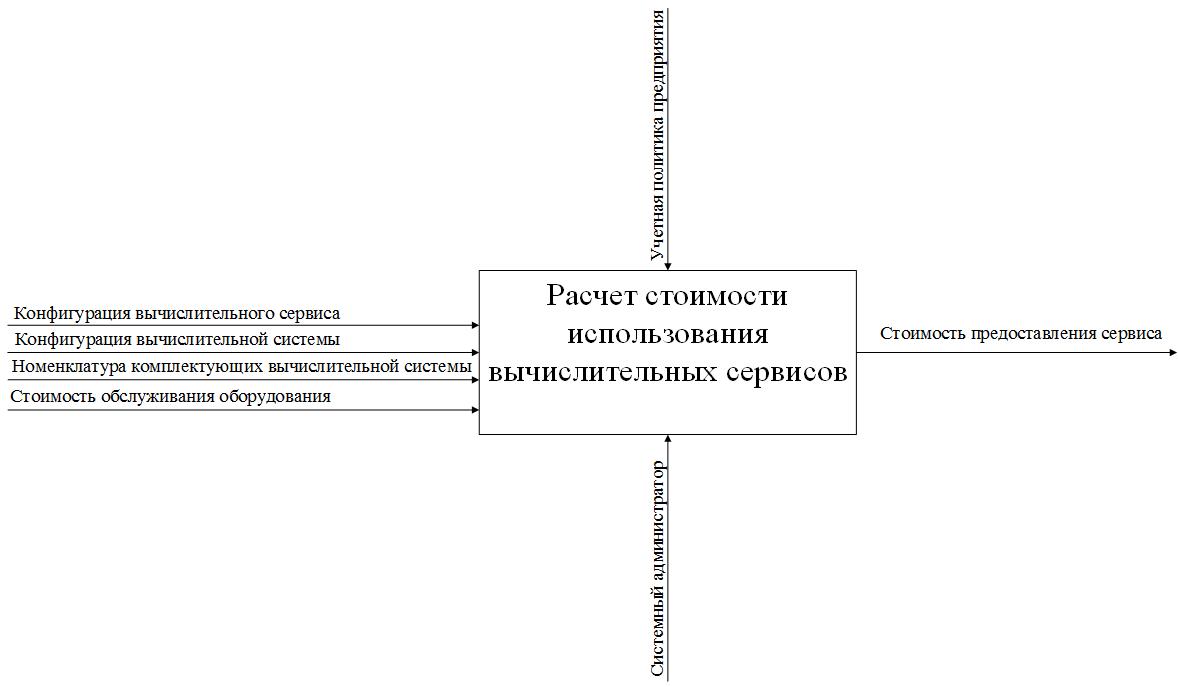 Учетная политика предприятия
Расчет стоимости
использования
вычислительных сервисов
Конфигурация вычислительного сервиса
Конфигурация вычислительной системы
Номенклатура комплектующих вычислительной системы
Стоимость обслуживания оборудования
Стоимость предоставления сервиса
Системный администратор